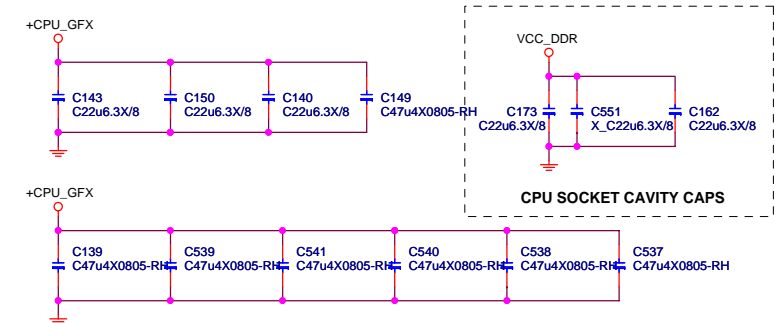 +CPU_GFX
C143
C22u6.3X/8
C150
C22u6.3X/8
C140
C22u6.3X/8
C149
C47u4X0805-RH
VCC_DDR
C173
C22u6.3X/8
C551
X_C22u6.3X/8
C162
C22u6.3X/8
CPU SOCKET CAVITY CAPS
+CPU_GFX
C139
C47u4X0805-RH
C539
C47u4X0805-RH
C541
C47u4X0805-RH
C540
C47u4X0805-RH
C538
C47u4X0805-RH
C537
C47u4X0805-RH